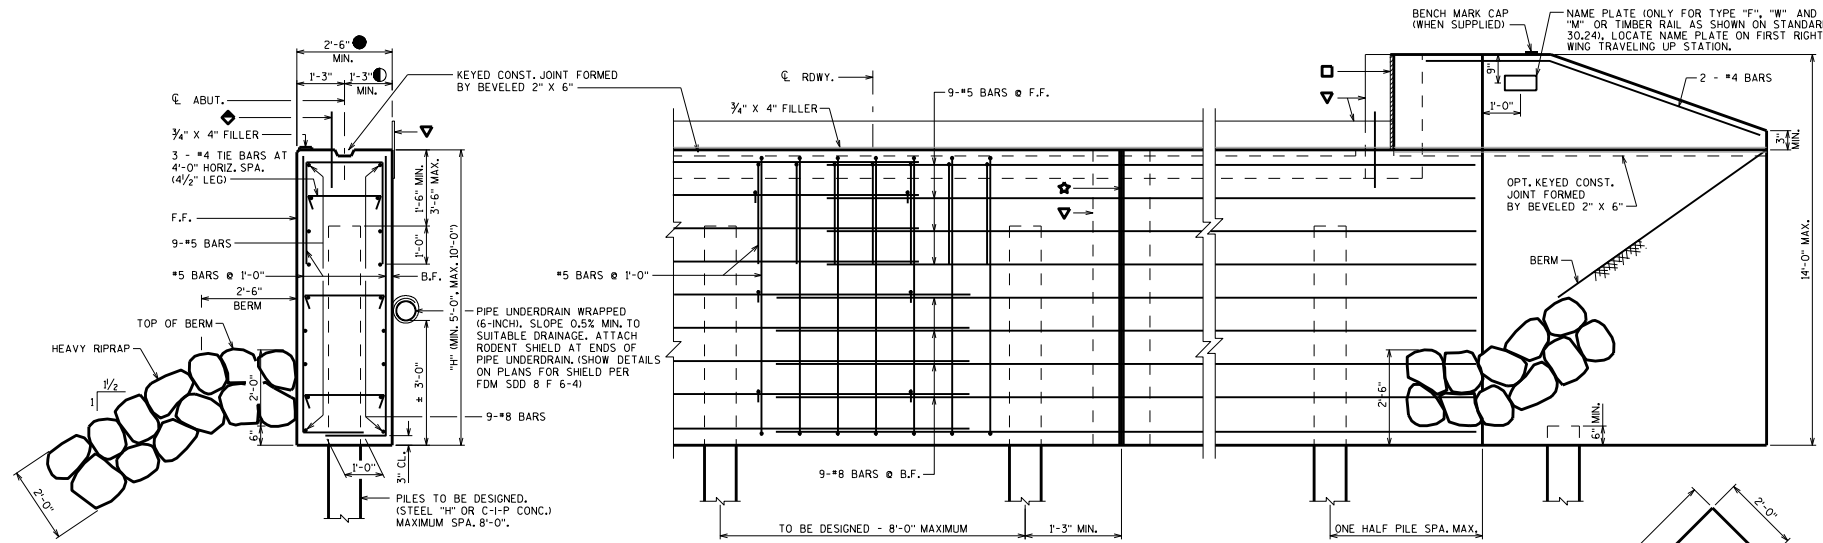 2'-6"
MIN.
1'-3"
1'-3"
MIN.
℄ ABUT.
¾" X 4" FILLER
3 - #4 TIE BARS AT
4'-0" HORIZ. SPA.
(4½" LEG)
F.F.
9-#5 BARS
#5 BARS @ 1'-0"
2'-6"
BERM
TOP OF BERM
HEAVY RIPRAP
1½
1
2'-0"
6"
2'-0"
KEYED CONST. JOINT FORMED
BY BEVELED 2" X 6"
1'-6" MIN.
3'-6" MAX.
1'-0"
"H" (MIN. 5'-0", MAX. 10'-0")
B.F.
± 3'-0"
PIPE UNDERDRAIN WRAPPED
(6-INCH). SLOPE 0.5% MIN. TO
SUITABLE DRAINAGE. ATTACH
RODENT SHIELD AT ENDS OF
PIPE UNDERDRAIN. (SHOW DETAILS
ON PLANS FOR SHIELD PER
FDM SDD 8 F 6-4)
9-#8 BARS
1'-0"
3" CL.
PILES TO BE DESIGNED.
(STEEL "H" OR C-I-P CONC.)
MAXIMUM SPA. 8'-0".
℄ RDWY.
¾" X 4" FILLER
9-#5 BARS @ F.F.
#5 BARS @ 1'-0"
9-#8 BARS @ B.F.
TO BE DESIGNED - 8'-0" MAXIMUM
1'-3" MIN.
ONE HALF PILE SPA. MAX.
BENCH MARK CAP
(WHEN SUPPLIED)
NAME PLATE (ONLY FOR TYPE "F", "W" AND
"M" OR TIMBER RAIL AS SHOWN ON STANDAR
30.24). LOCATE NAME PLATE ON FIRST RIGHT
WING TRAVELING UP STATION.
9"
1'-0"
2 - #4 BARS
3"
MIN.
OPT. KEYED CONST.
JOINT FORMED
BY BEVELED 2" X 6"
BERM
14'-0" MAX.
2'-6"
6" MIN.
2'-0"